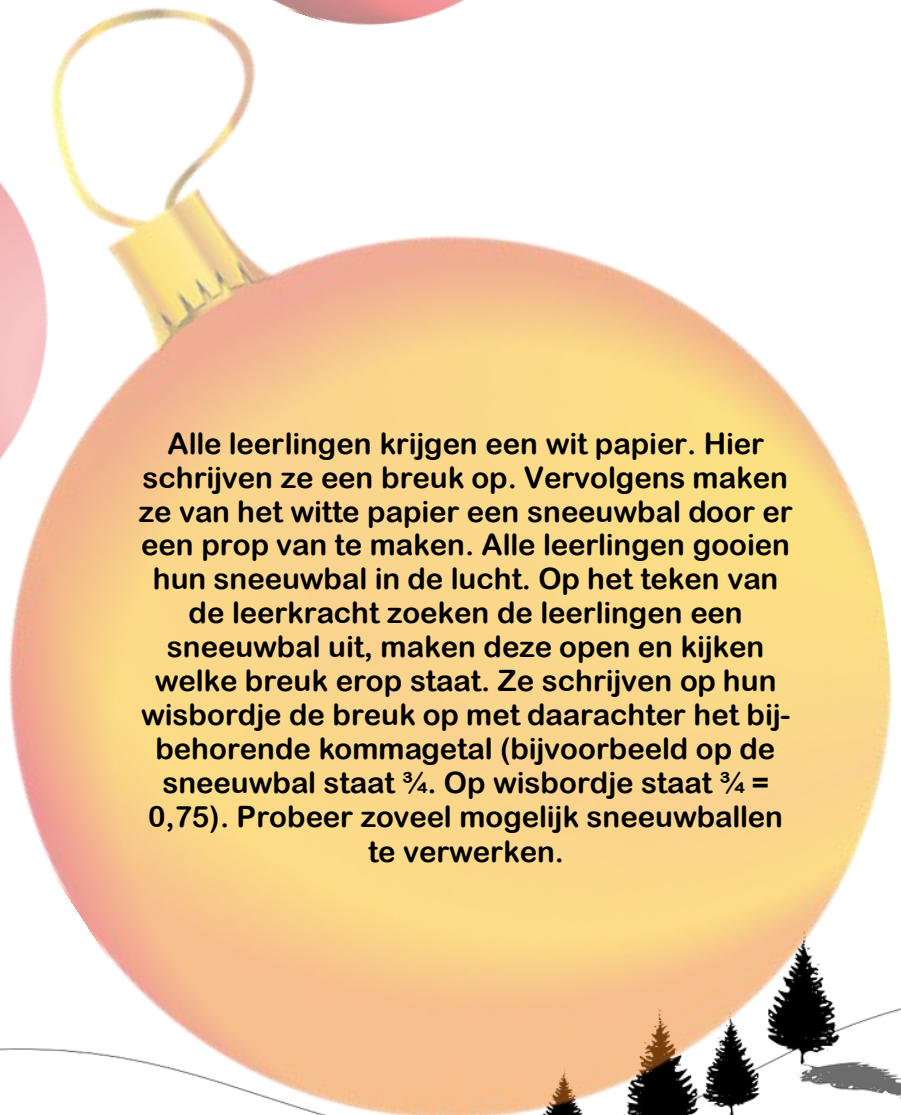 Alle leerlingen krijgen een wit papier. Hier
schrijven ze een breuk op. Vervolgens maken
ze van het witte papier een sneeuwbal door er
een prop van te maken. Alle leerlingen gooien
hun sneeuwbal in de lucht. Op het teken van
de leerkracht zoeken de leerlingen een
sneeuwbal uit, maken deze open en kijken
welke breuk erop staat. Ze schrijven op hun
wisbordje de breuk op met daarachter het bij-
behorende kommagetal (bijvoorbeeld op de
sneeuwbal staat ¾. Op wisbordje staat ¾ =
0,75). Probeer zoveel mogelijk sneeuwballen
te verwerken.